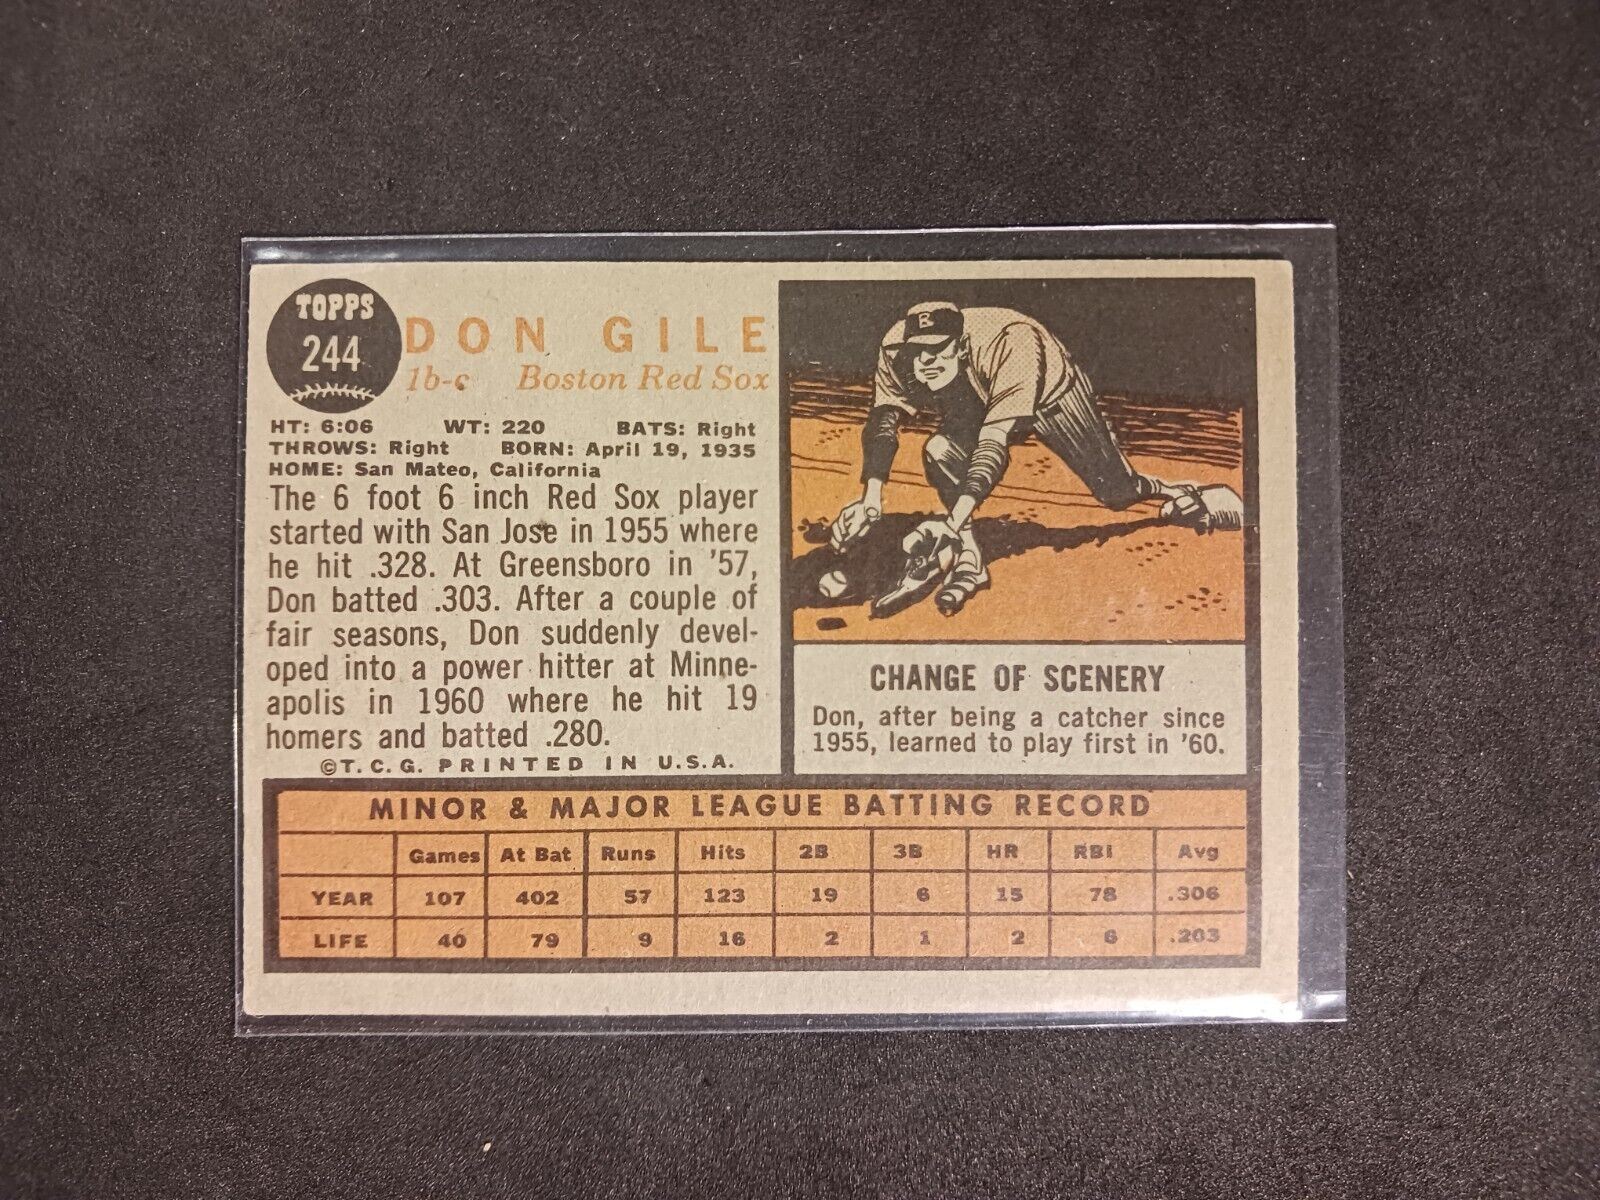 TOPPS
244
DON GILE
1b-c Boston Red Sox
HT: 6:06 WT: 220 BATS: Right
THROWS: Right BORN: April 19, 1935
HOME: San Mateo, California
The 6 foot 6 inch Red Sox player
started with San Jose in 1955 where
he hit .328. At Greensboro in '57,
Don batted .303. After a couple of
fair seasons, Don suddenly devel-
oped into a power hitter at Minne-
apolis in 1960 where he hit 19
homers and batted .280.
©T.C.G. PRINTED IN U.S.A.
B
CHANGE OF SCENERY
Don, after being a catcher since
1955, learned to play first in '60.
MINOR & MAJOR LEAGUE BATTING RECORD
Games At Bat Runs Hits 2B 3B HR RBI Avg
YEAR 107 402 57 123 19 6 15 78 .306
LIFE 40 79 9 16 2 1 2 6 .203